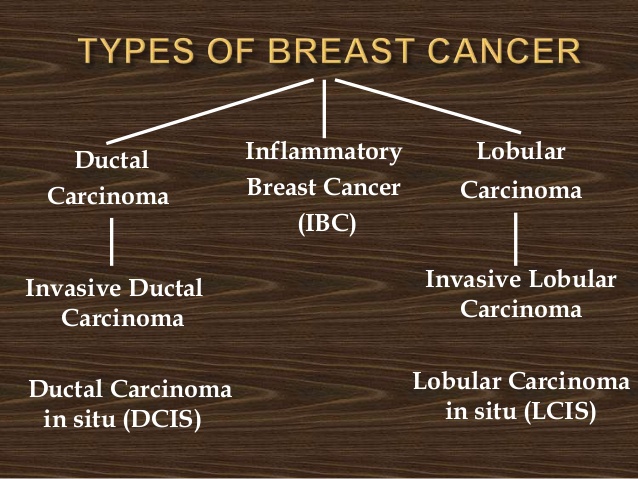 TYPES OF BREAST CANCER
Ductal
Carcinoma
Invasive Ductal
Carcinoma
Ductal Carcinoma
in situ (DCIS)
Inflammatory
Breast Cancer
(IBC)
Lobular
Carcinoma
Invasive Lobular
Carcinoma
Lobular Carcinoma
in situ (LCIS)